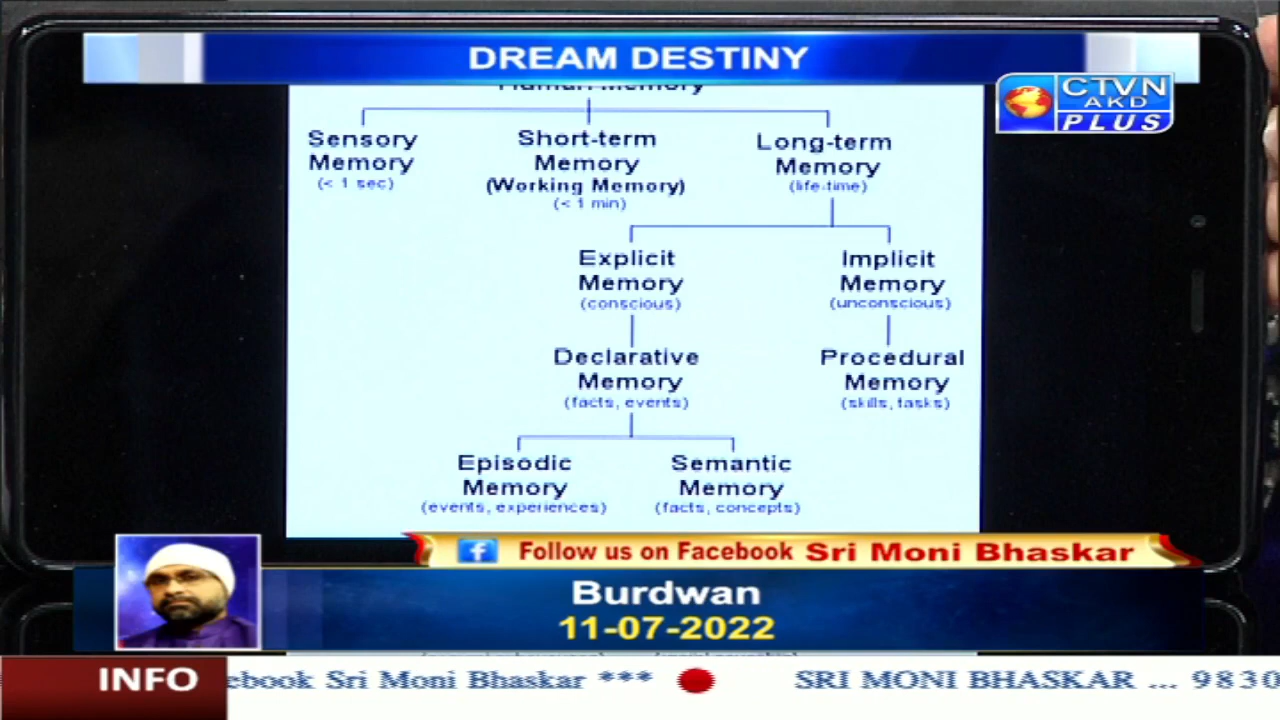 DREAM DESTINY
CTVN
AKD
PLUS
Human Memory
Sensory
Memory
(< 1 sec)
Short-term
Memory
(Working Memory)
(< 1 min)
Long-term
Memory
(life-time)
Explicit
Memory
(conscious)
Implicit
Memory
(unconscious)
Declarative
Memory
(facts, events)
Procedural
Memory
(skills, tasks)
Episodic
Memory
(events, experiences)
Semantic
Memory
(facts, concepts)
f Follow us on Facebook Sri Moni Bhaskar
Burdwan
11-07-2022
INFO ebook Sri Moni Bhaskar *** SRI MONI BHASKAR ... 9830